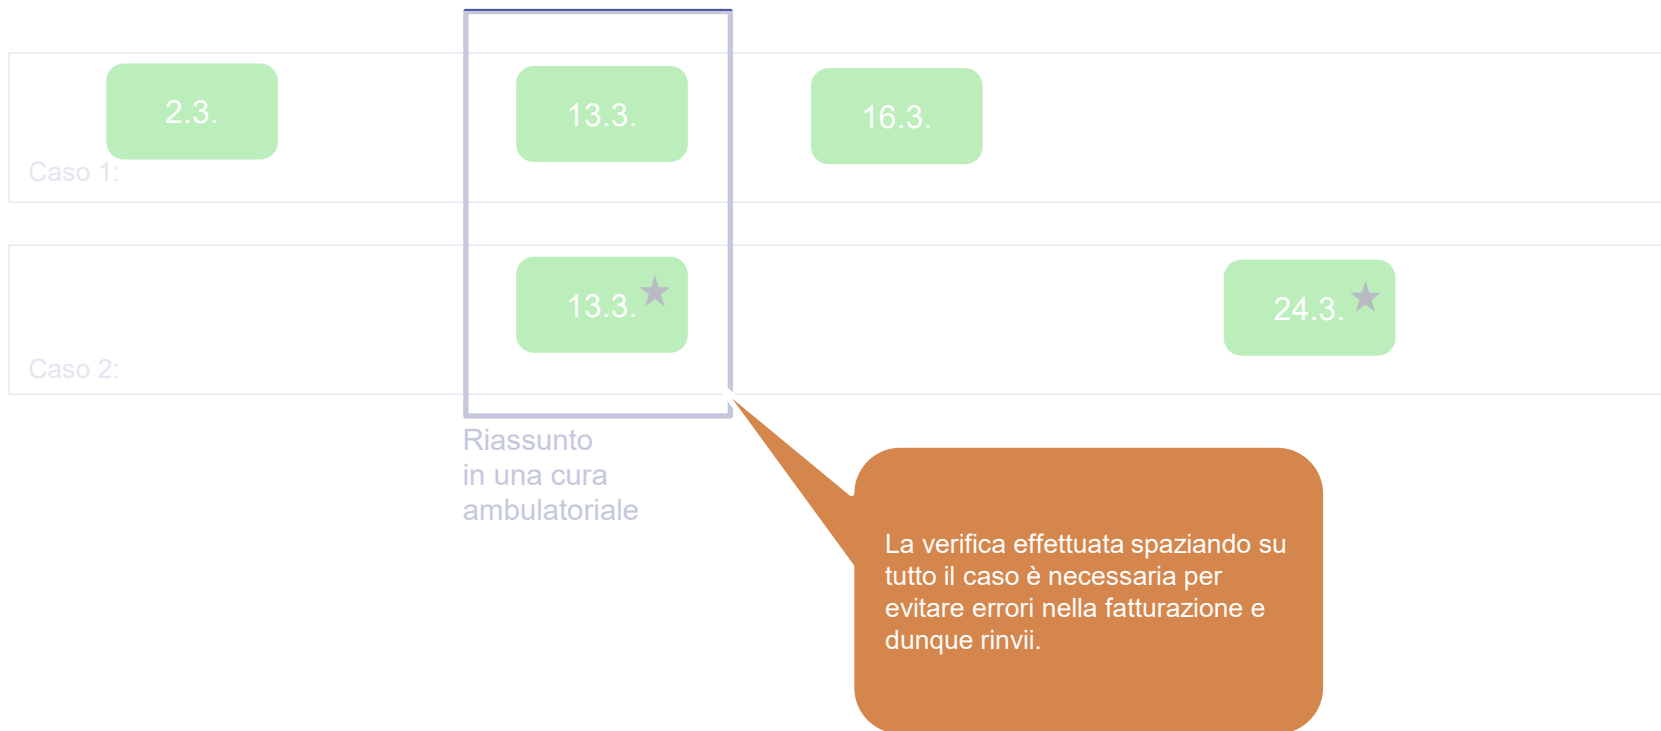 2.3.
13.3.
16.3.
Caso 1:
13.3.
24.3.
Caso 2:
Riassunto
in una cura
ambulatoriale
La verifica effettuata spaziando su
tutto il caso è necessaria per
evitare errori nella fatturazione e
dunque rinvii.